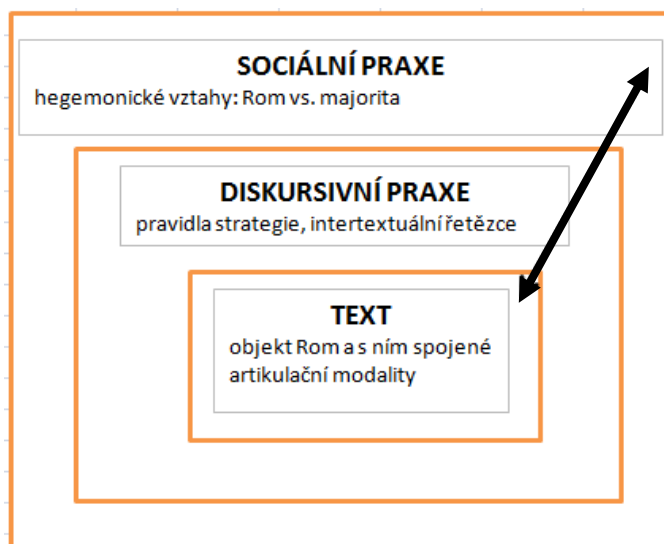 SOCIÁLNÍ PRAXE
hegemonické vztahy: Rom vs. majorita
DISKURSIVNÍ PRAXE
pravidla strategie, intertextuální řetězce
TEXT
objekt Rom a s ním spojené
artikulační modality